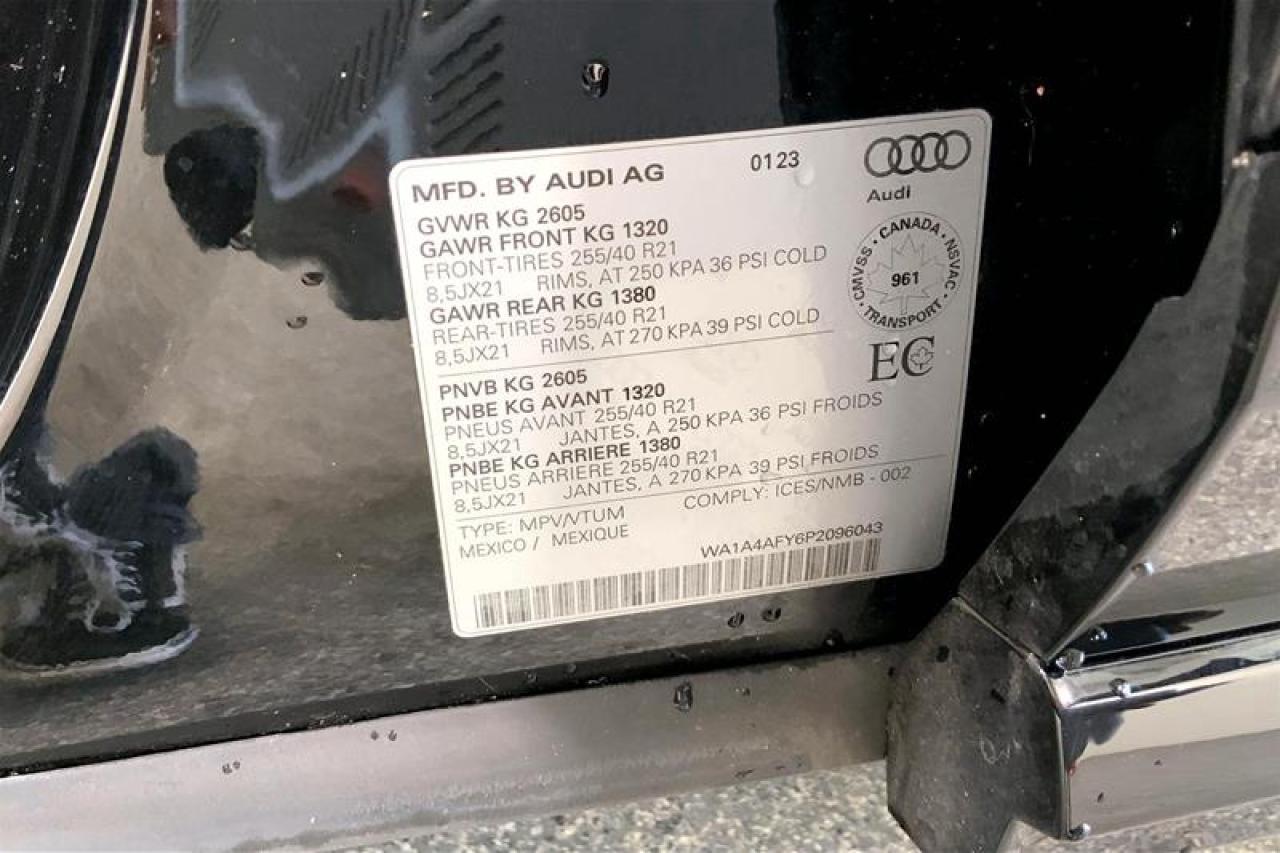 MFD. BY AUDI AG 0123
Audi
GVWR KG 2605
GAWR FRONT KG 1320
FRONT-TIRES 255/40 R21
8,5JX21 RIMS, AT 250 KPA 36 PSI COLD
GAWR REAR KG 1380
REAR-TIRES 255/40 R21
8,5JX21 RIMS, AT 270 KPA 39 PSI COLD
CMVSS · CANADA · NSVAC · TRANSPORT ·
961
EC
PNVB KG 2605
PNBE KG AVANT 1320
PNEUS AVANT 255/40 R21
8,5JX21 JANTES, A 250 KPA 36 PSI FROIDS
PNBE KG ARRIERE 1380
PNEUS ARRIERE 255/40 R21
8,5JX21 JANTES, A 270 KPA 39 PSI FROIDS
TYPE: MPV/VTUM COMPLY: ICES/NMB - 002
MEXICO / MEXIQUE
WA1A4AFY6P2096043